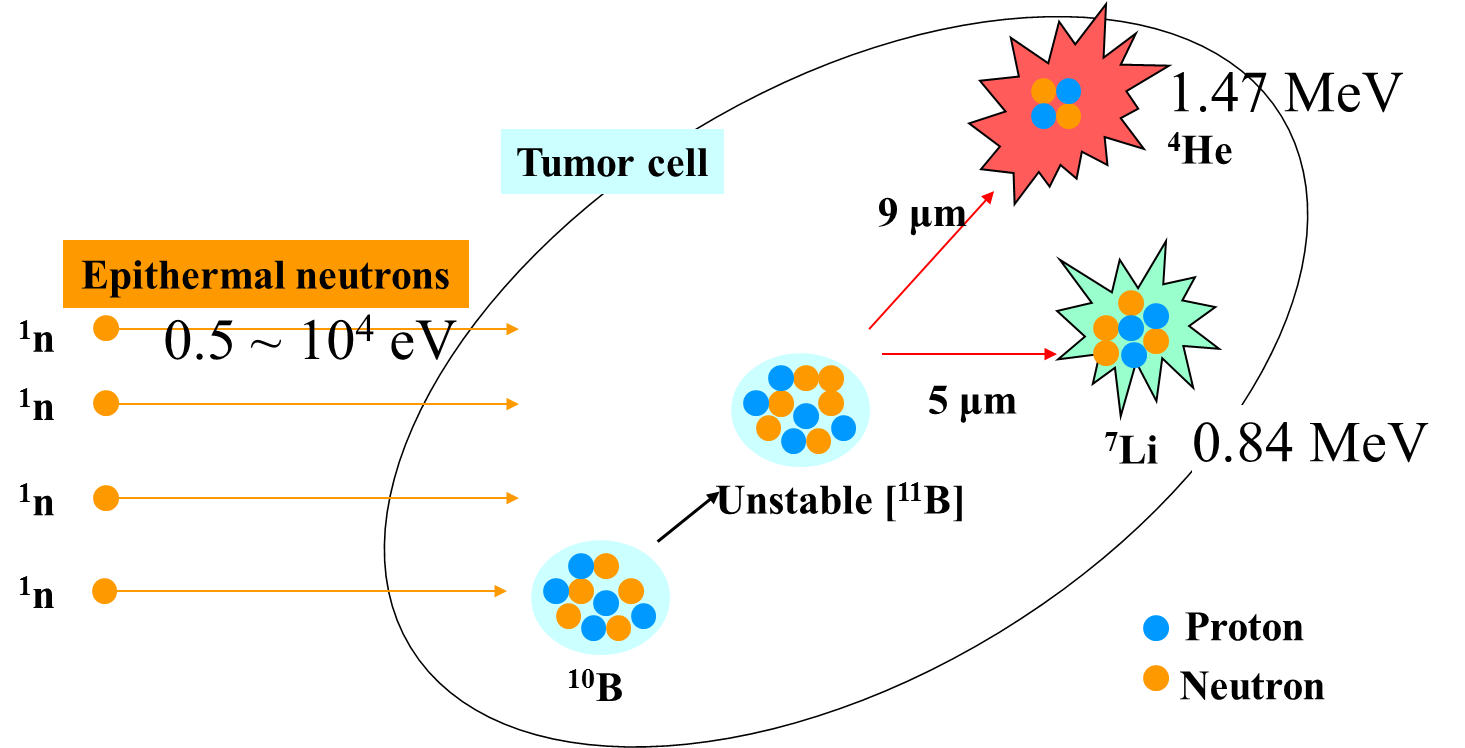 1.47 MeV
⁴He
Tumor cell
9 μm
Epithermal neutrons
¹n
0.5 ~ 10⁴ eV
¹n
5 μm
⁷Li
0.84 MeV
¹n
Unstable [¹¹B]
¹n
¹⁰B
Proton
Neutron